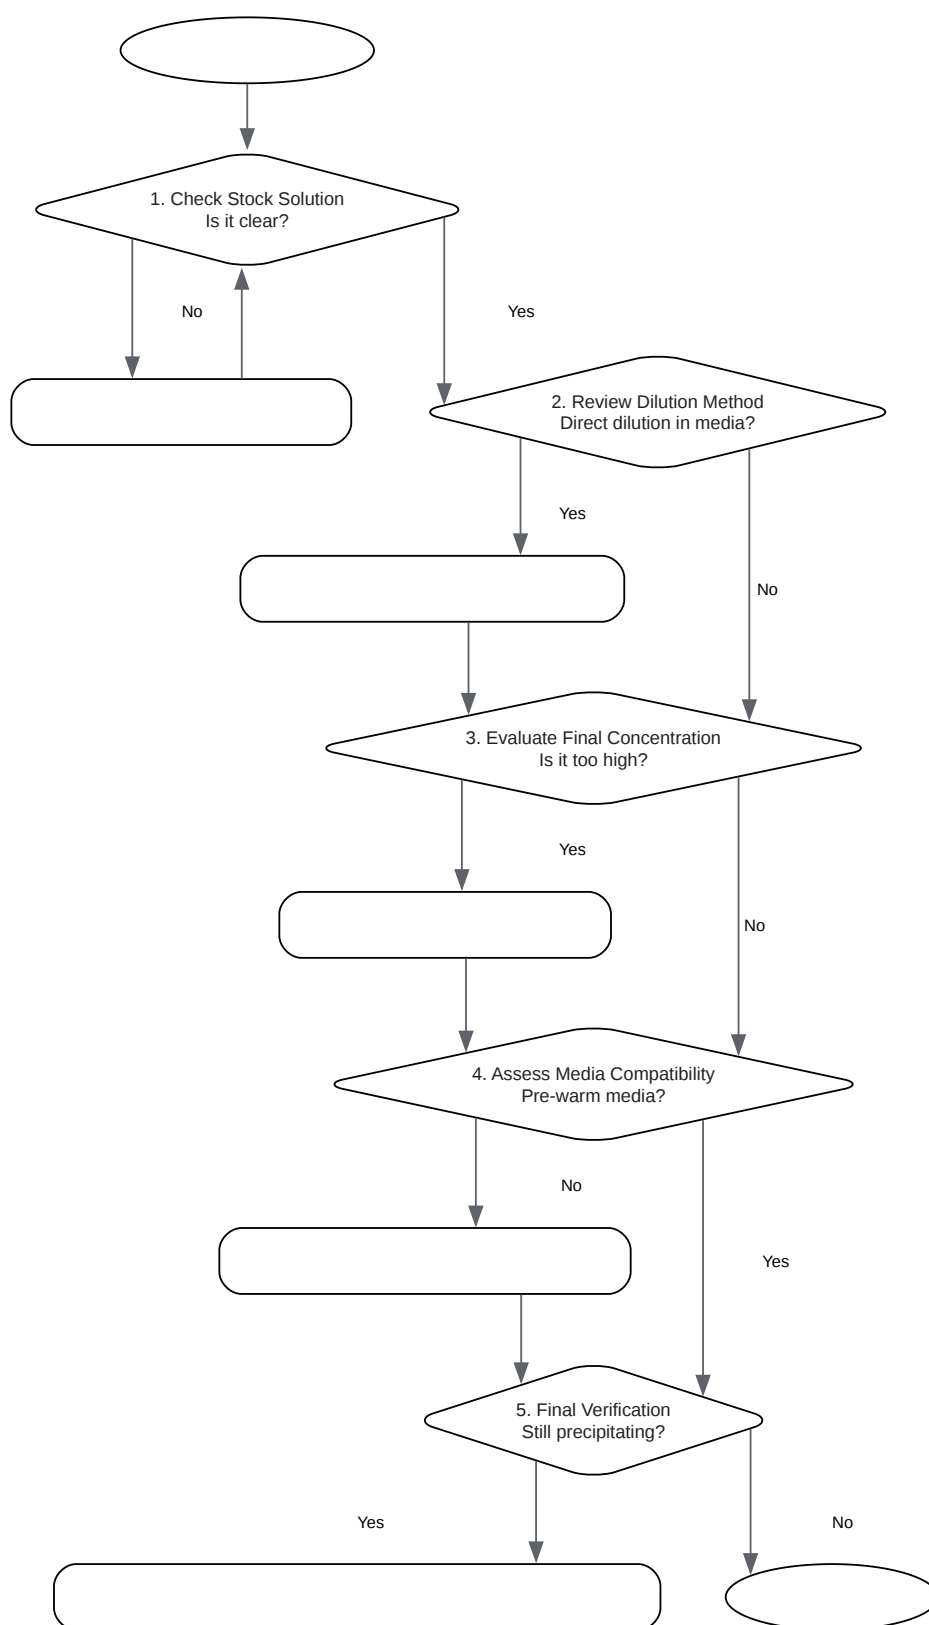 1. Check Stock Solution
Is it clear?
No
Yes
2. Review Dilution Method
Direct dilution in media?
Yes
No
3. Evaluate Final Concentration
Is it too high?
Yes
No
4. Assess Media Compatibility
Pre-warm media?
No
Yes
5. Final Verification
Still precipitating?
Yes
No